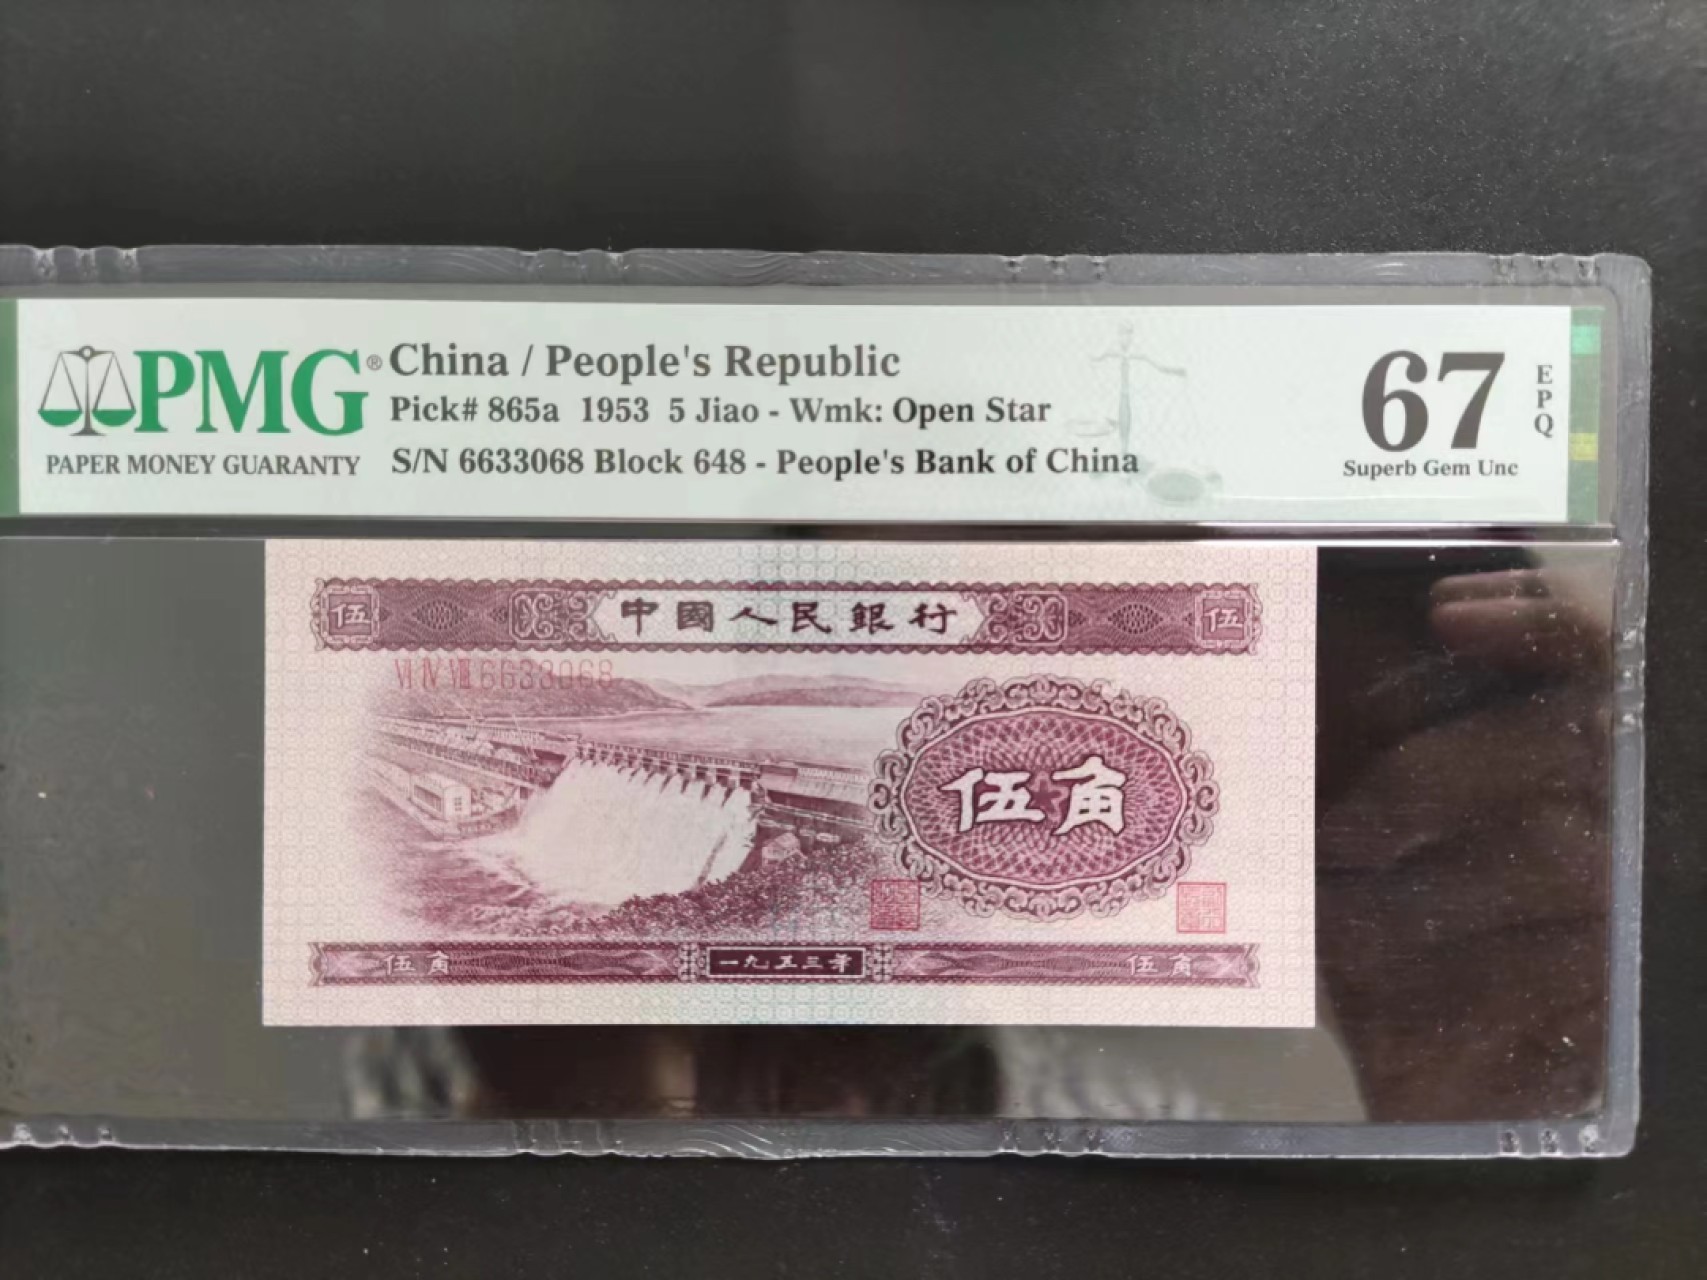 PMG®
PAPER MONEY GUARANTY
China / People's Republic
Pick# 865a 1953 5 Jiao - Wmk: Open Star
S/N 6633068 Block 648 - People's Bank of China
67
EPQ
Superb Gem Unc
伍 中國人民銀行 伍
Ⅵ Ⅳ Ⅷ 6633068
伍角
伍角 一九五三年 伍角